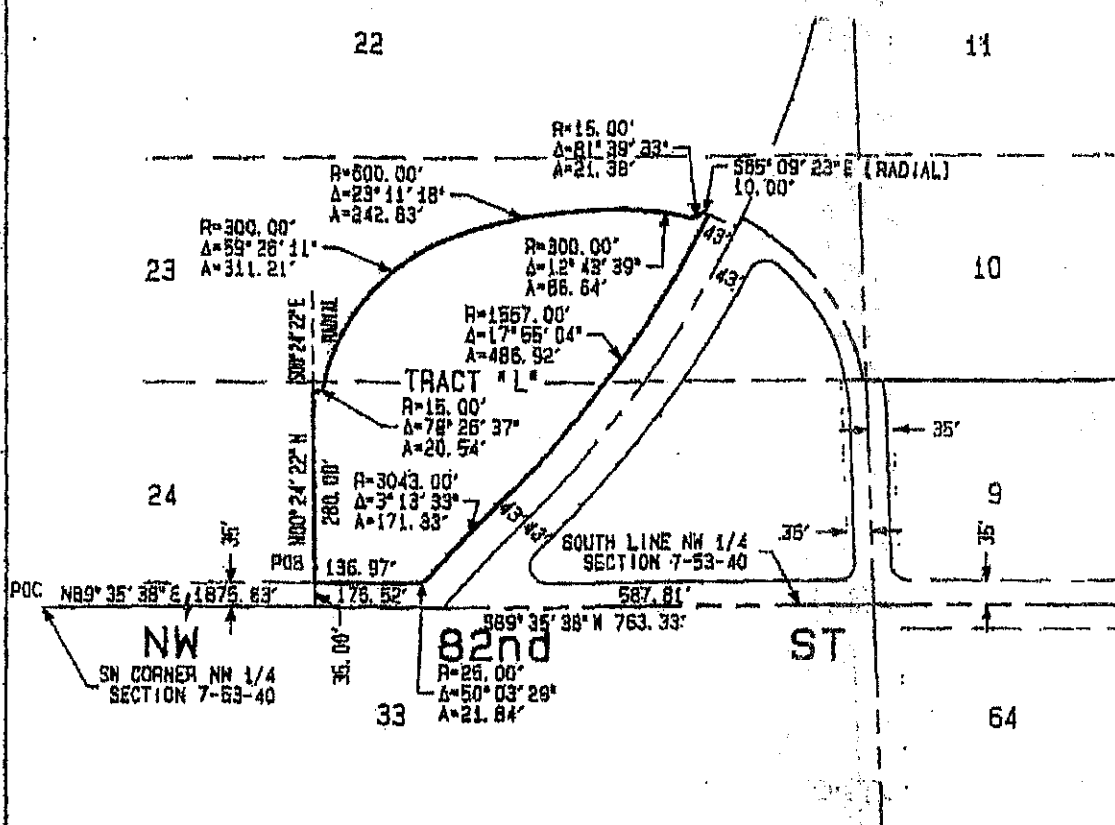 22
11
R=15.00'
Δ=81°39'33"
A=21.38'
S65°09'23"E (RADIAL)
10.00'
R=600.00'
Δ=23°11'18"
A=242.83'
R=300.00'
Δ=59°26'11"
A=311.21'
R=300.00'
Δ=12°43'39"
A=66.64'
43'
43'
23
10
R=1557.00'
Δ=17°55'04"
A=486.92'
S00°24'22"E
RADIAL
TRACT "L"
R=15.00'
Δ=78°26'37"
A=20.54'
35'
24
N00°24'22"W
280.00'
R=3043.00'
Δ=3°13'33"
A=171.33'
43'
43'
9
35'
SOUTH LINE NW 1/4
SECTION 7-53-40
35'
35'
POB
136.97'
POC
N89°35'38"E 1875.63'
175.52'
587.81'
S89°35'38"W 763.33'
NW
82nd
ST
35.00'
SW CORNER NW 1/4
SECTION 7-53-40
R=25.00'
Δ=50°03'29"
A=21.84'
33
64